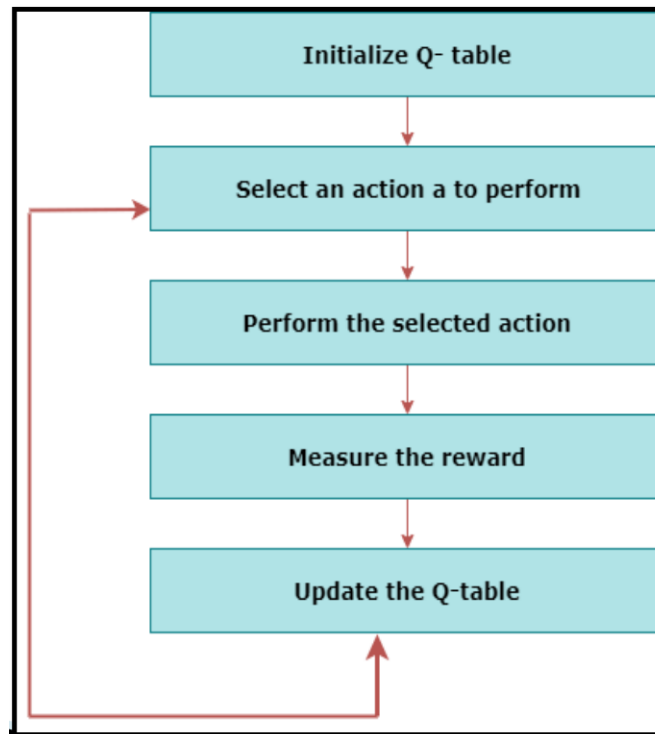 Initialize Q- table
Select an action a to perform
Perform the selected action
Measure the reward
Update the Q-table